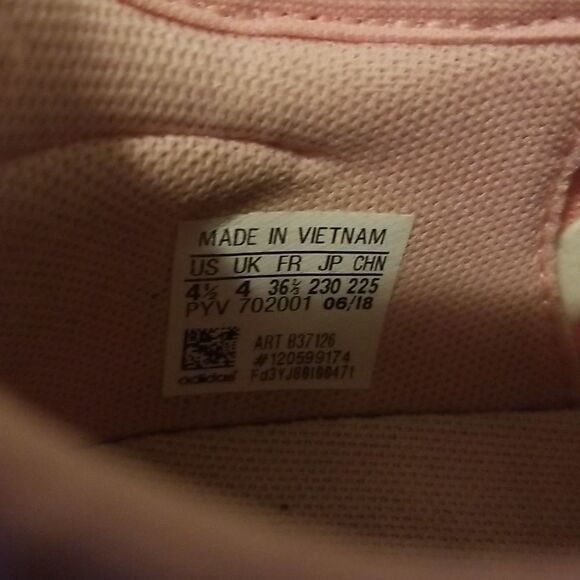 MADE IN VIETNAM
US UK FR JP CHN
4½ 4 36⅔ 230 225
PYV 702001 06/18
ART B37126
#120599174
adidas